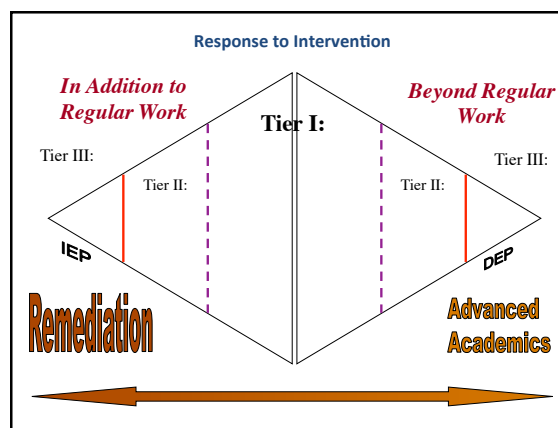 Response to Intervention
In Addition to
Regular Work
Beyond Regular
Work
Tier I:
Tier III:
Tier III:
Tier II:
Tier II:
IEP
DEP
Remediation
Advanced
Academics